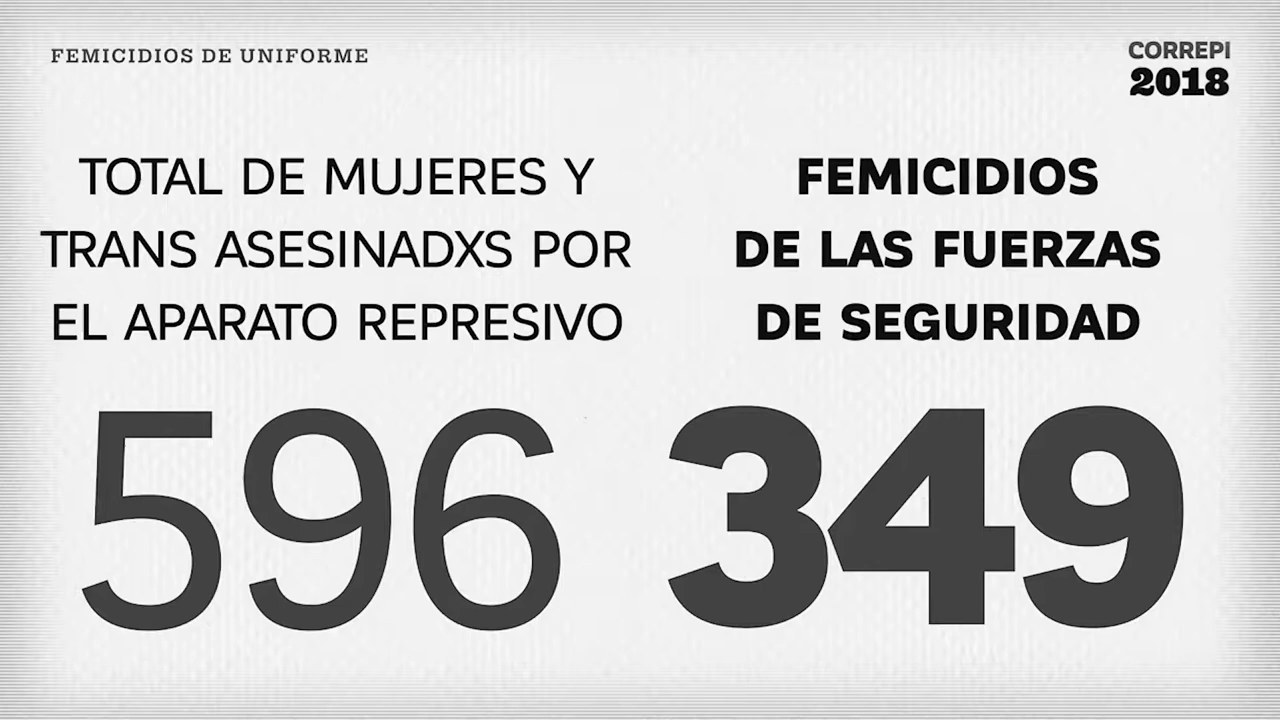 FEMICIDIOS DE UNIFORME
CORREPI
2018
TOTAL DE MUJERES Y
TRANS ASESINADXS POR
EL APARATO REPRESIVO
596
FEMICIDIOS
DE LAS FUERZAS
DE SEGURIDAD
349